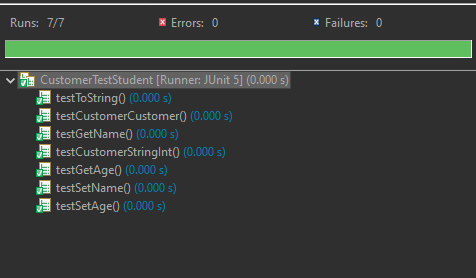 Runs: 7/7 Errors: 0 Failures: 0
CustomerTestStudent [Runner: JUnit 5] (0.000 s)
testToString() (0.000 s)
testCustomerCustomer() (0.000 s)
testGetName() (0.000 s)
testCustomerStringInt() (0.000 s)
testGetAge() (0.000 s)
testSetName() (0.000 s)
testSetAge() (0.000 s)